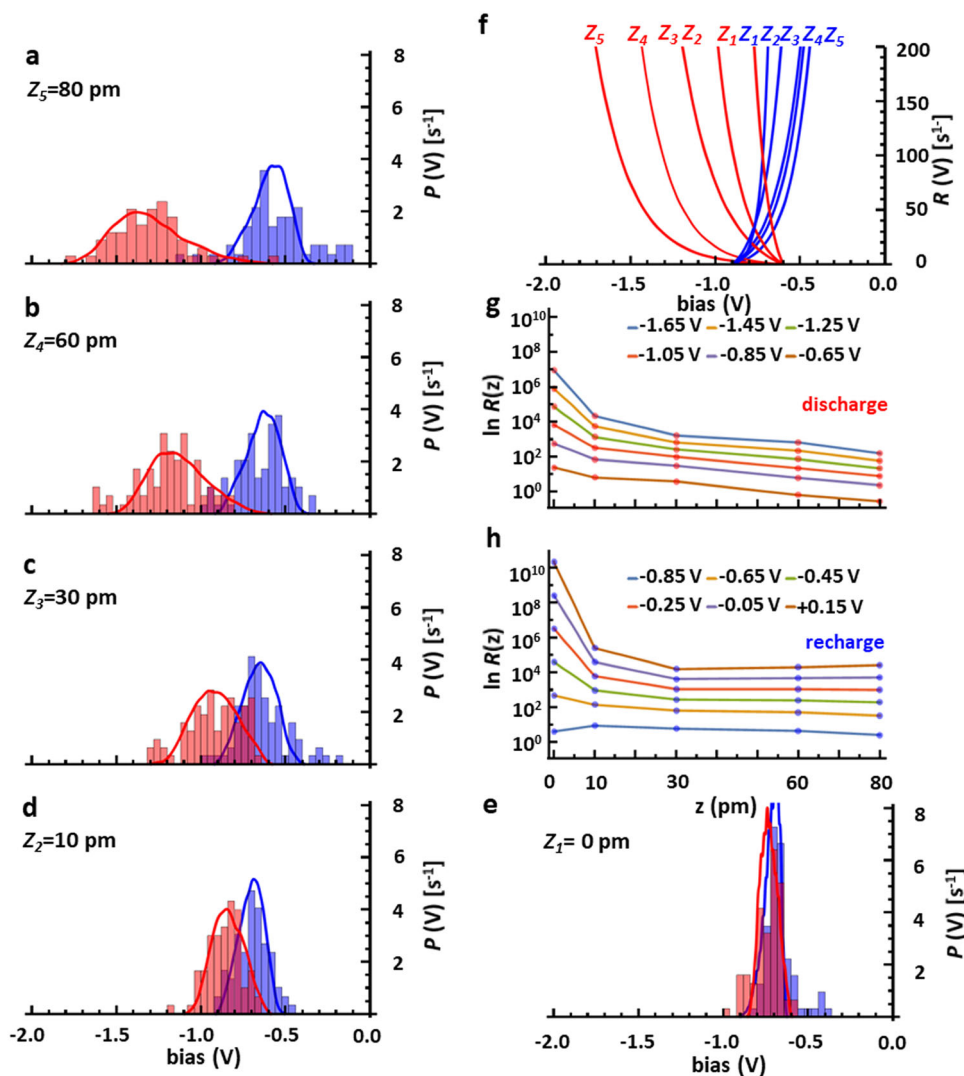 a
Z5=80 pm
8
6
4
2
P (V) [s-1]
b
Z4=60 pm
8
6
4
2
P (V) [s-1]
c
Z3=30 pm
8
6
4
2
P (V) [s-1]
d
Z2=10 pm
8
6
4
2
P (V) [s-1]
-2.0 -1.5 -1.0 -0.5 0.0
bias (V)
f
Z5 Z4 Z3 Z2 Z1 Z1 Z2 Z3 Z4 Z5
200
150
100
50
0
R (V) [s1-]
-2.0 -1.5 -1.0 -0.5 0.0
bias (V)
g
-1.65 V -1.45 V -1.25 V
-1.05 V -0.85 V -0.65 V
discharge
10^10
10^8
10^6
10^4
10^2
10^0
ln R(z)
h
-0.85 V -0.65 V -0.45 V
-0.25 V -0.05 V +0.15 V
recharge
10^10
10^8
10^6
10^4
10^2
10^0
ln R(z)
0 10 30 60 80
z (pm)
e
Z1= 0 pm
8
6
4
2
P (V) [s-1]
-2.0 -1.5 -1.0 -0.5 0.0
bias (V)